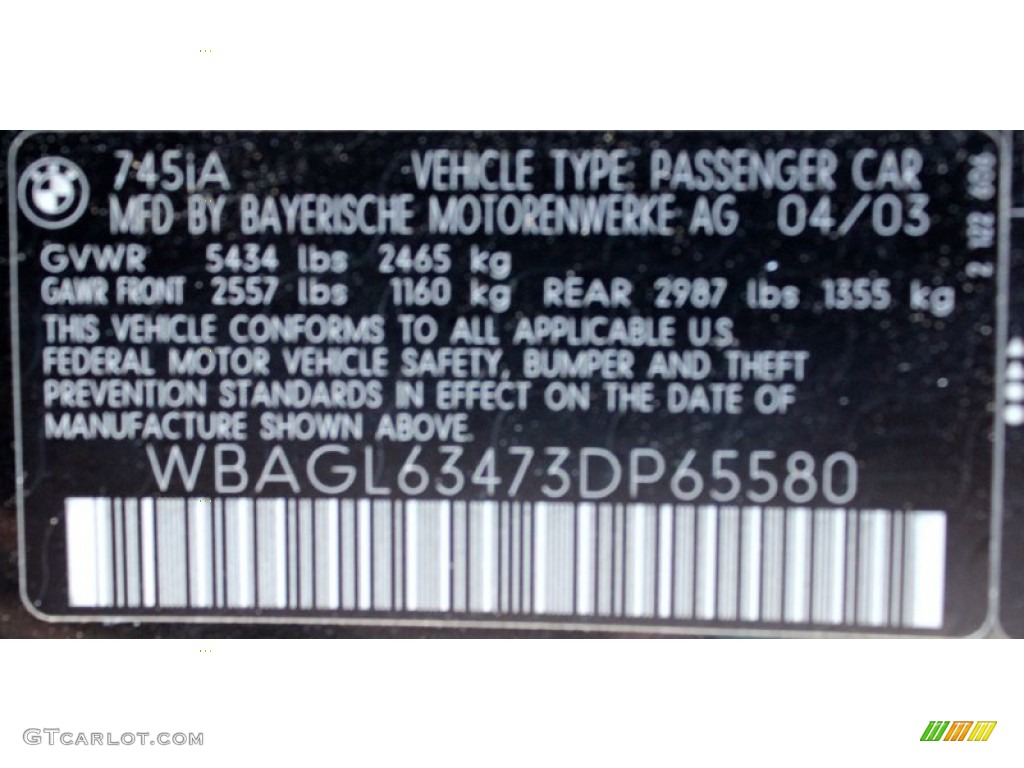 745iA VEHICLE TYPE PASSENGER CAR
MFD BY BAYERISCHE MOTORENWERKE AG 04/03
GVWR 5434 lbs 2465 kg
GAWR FRONT 2557 lbs 1160 kg REAR 2987 lbs 1355 kg
THIS VEHICLE CONFORMS TO ALL APPLICABLE U.S.
FEDERAL MOTOR VEHICLE SAFETY, BUMPER AND THEFT
PREVENTION STANDARDS IN EFFECT ON THE DATE OF
MANUFACTURE SHOWN ABOVE.
WBAGL63473DP65580
GTCARLOT.COM